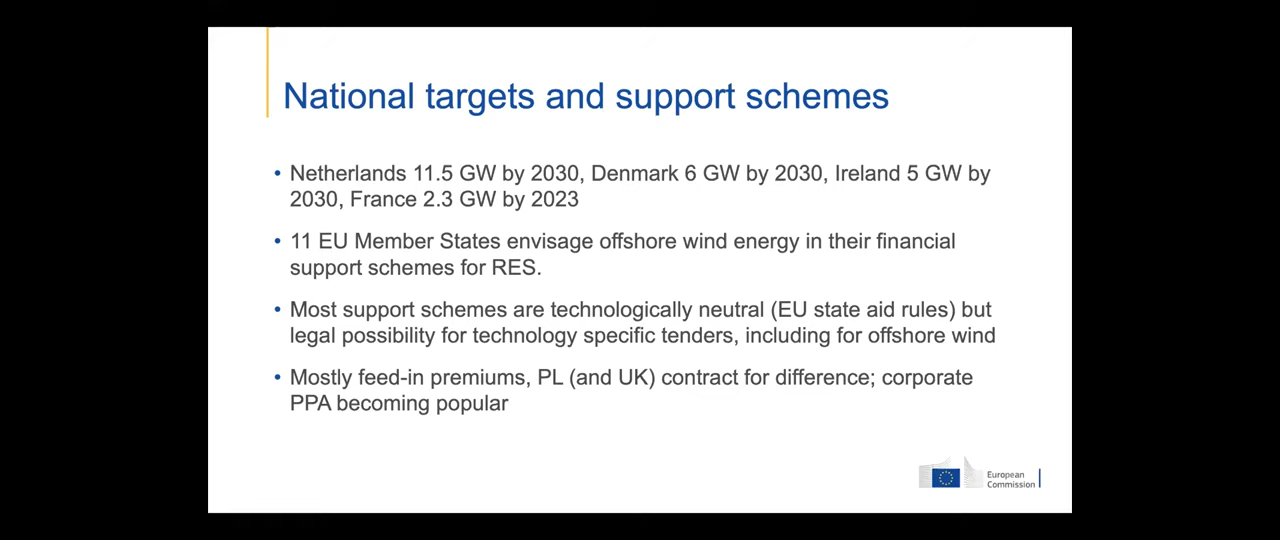 National targets and support schemes
• Netherlands 11.5 GW by 2030, Denmark 6 GW by 2030, Ireland 5 GW by
2030, France 2.3 GW by 2023
• 11 EU Member States envisage offshore wind energy in their financial
support schemes for RES.
• Most support schemes are technologically neutral (EU state aid rules) but
legal possibility for technology specific tenders, including for offshore wind
• Mostly feed-in premiums, PL (and UK) contract for difference; corporate
PPA becoming popular
European
Commission